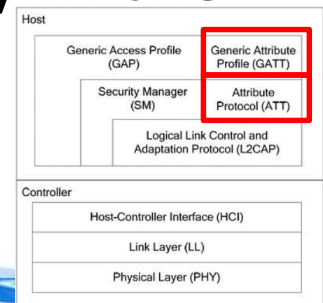 Host
Generic Access Profile
(GAP)
Generic Attribute
Profile (GATT)
Security Manager
(SM)
Attribute
Protocol (ATT)
Logical Link Control and
Adaptation Protocol (L2CAP)
Controller
Host-Controller Interface (HCI)
Link Layer (LL)
Physical Layer (PHY)